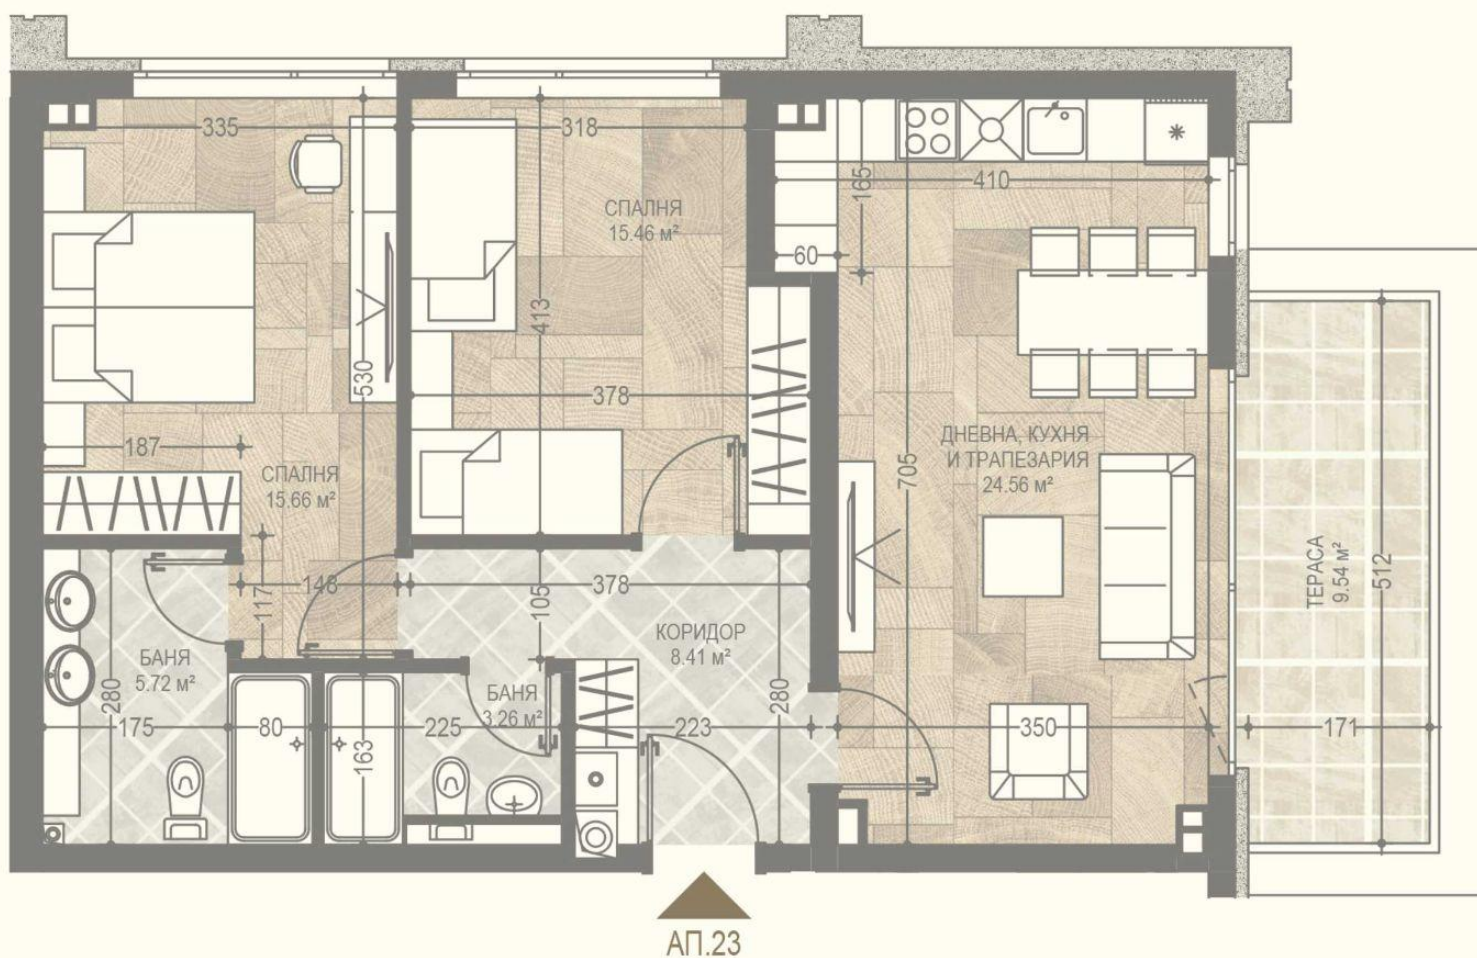 335
318
410
165
60
СПАЛНЯ
15.46 м²
413
530
378
187
СПАЛНЯ
15.66 м²
705
ДНЕВНА, КУХНЯ
И ТРАПЕЗАРИЯ
24.56 м²
ТЕРАСА
9.54 м²
512
148
117
378
105
КОРИДОР
8.41 м²
БАНЯ
5.72 м²
280
175
80
БАНЯ
3.26 м²
225
163
223
280
350
171
АП.23